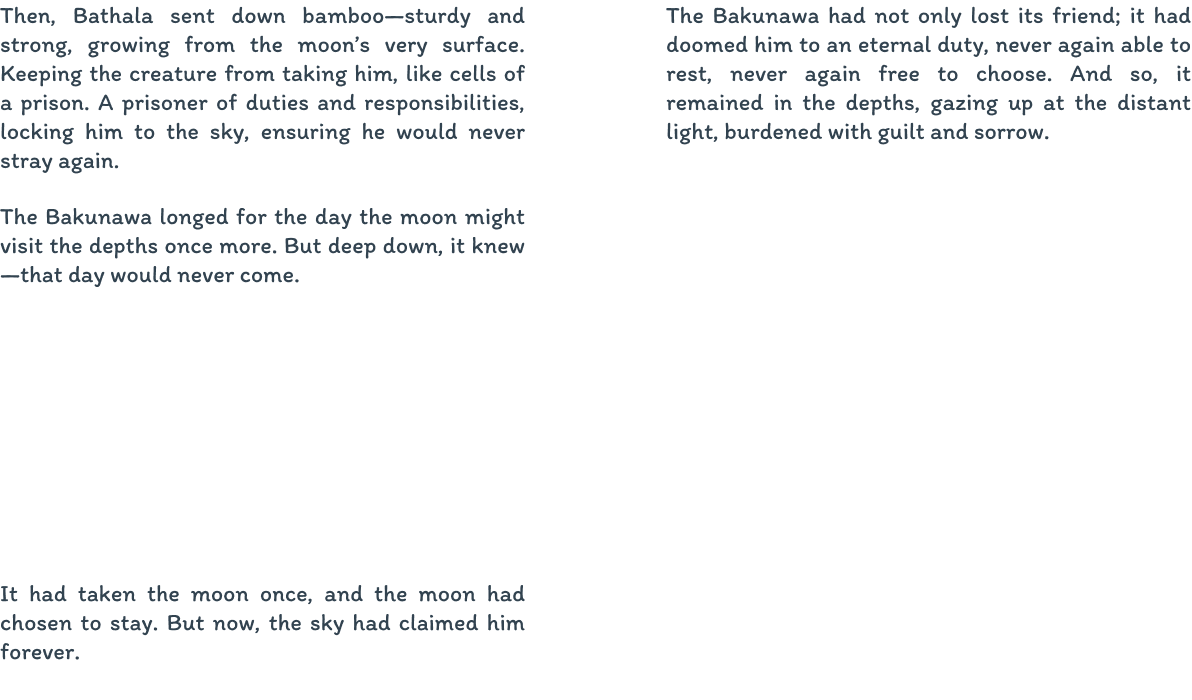 Then, Bathala sent down bamboo—sturdy and
strong, growing from the moon’s very surface.
Keeping the creature from taking him, like cells of
a prison. A prisoner of duties and responsibilities,
locking him to the sky, ensuring he would never
stray again.
The Bakunawa longed for the day the moon might
visit the depths once more. But deep down, it knew
—that day would never come.
It had taken the moon once, and the moon had
chosen to stay. But now, the sky had claimed him
forever.
The Bakunawa had not only lost its friend; it had
doomed him to an eternal duty, never again able to
rest, never again free to choose. And so, it
remained in the depths, gazing up at the distant
light, burdened with guilt and sorrow.